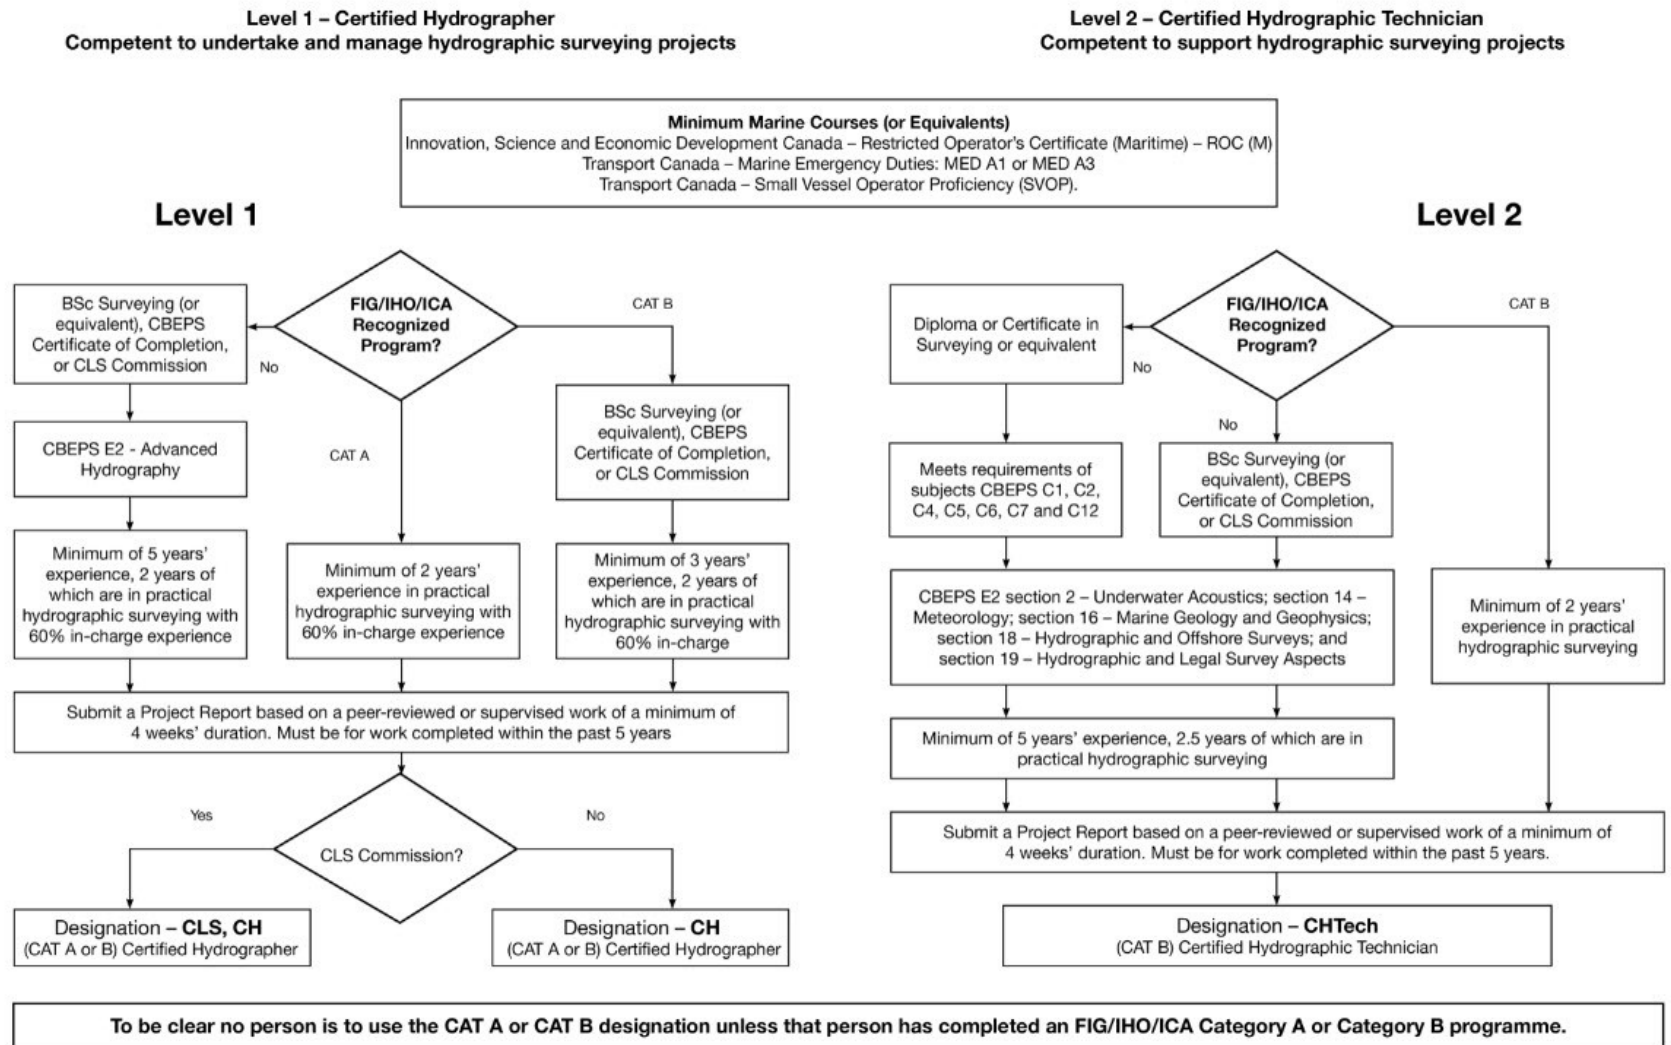 Level 1 – Certified Hydrographer
Competent to undertake and manage hydrographic surveying projects
Level 2 – Certified Hydrographic Technician
Competent to support hydrographic surveying projects
Minimum Marine Courses (or Equivalents)
Innovation, Science and Economic Development Canada – Restricted Operator's Certificate (Maritime) – ROC (M)
Transport Canada – Marine Emergency Duties: MED A1 or MED A3
Transport Canada – Small Vessel Operator Proficiency (SVOP).
Level 1
FIG/IHO/ICA
Recognized
Program?
No
CAT A
CAT B
BSc Surveying (or
equivalent), CBEPS
Certificate of Completion,
or CLS Commission
CBEPS E2 - Advanced
Hydrography
Minimum of 5 years'
experience, 2 years of
which are in practical
hydrographic surveying with
60% in-charge experience
Minimum of 2 years'
experience in practical
hydrographic surveying with
60% in-charge experience
BSc Surveying (or
equivalent), CBEPS
Certificate of Completion,
or CLS Commission
Minimum of 3 years'
experience, 2 years of
which are in practical
hydrographic surveying with
60% in-charge
Submit a Project Report based on a peer-reviewed or supervised work of a minimum of
4 weeks' duration. Must be for work completed within the past 5 years
CLS Commission?
Yes
No
Designation – CLS, CH
(CAT A or B) Certified Hydrographer
Designation – CH
(CAT A or B) Certified Hydrographer
Level 2
FIG/IHO/ICA
Recognized
Program?
No
No
CAT B
Diploma or Certificate in
Surveying or equivalent
Meets requirements of
subjects CBEPS C1, C2,
C4, C5, C6, C7 and C12
BSc Surveying (or
equivalent), CBEPS
Certificate of Completion,
or CLS Commission
CBEPS E2 section 2 – Underwater Acoustics; section 14 –
Meteorology; section 16 – Marine Geology and Geophysics;
section 18 – Hydrographic and Offshore Surveys; and
section 19 – Hydrographic and Legal Survey Aspects
Minimum of 2 years'
experience in practical
hydrographic surveying
Minimum of 5 years' experience, 2.5 years of which are in
practical hydrographic surveying
Submit a Project Report based on a peer-reviewed or supervised work of a minimum of
4 weeks' duration. Must be for work completed within the past 5 years.
Designation – CHTech
(CAT B) Certified Hydrographic Technician
To be clear no person is to use the CAT A or CAT B designation unless that person has completed an FIG/IHO/ICA Category A or Category B programme.